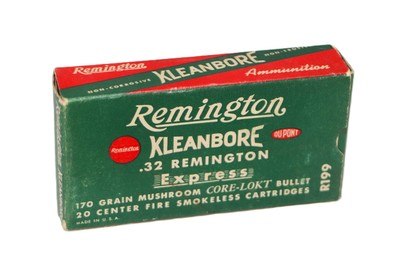 NON-CORROSIVE
Remington KLEANBORE Ammunition
Remington
Remington KLEANBORE DU PONT
.32 REMINGTON
Express
170 GRAIN MUSHROOM CORE-LOKT BULLET
20 CENTER FIRE SMOKELESS CARTRIDGES
MADE IN U.S.A.
R199